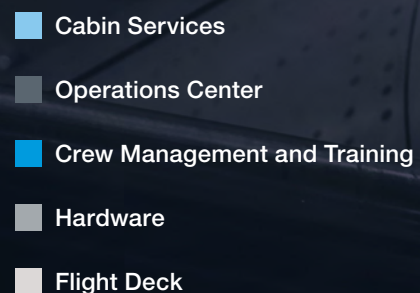 Cabin Services
Operations Center
Crew Management and Training
Hardware
Flight Deck